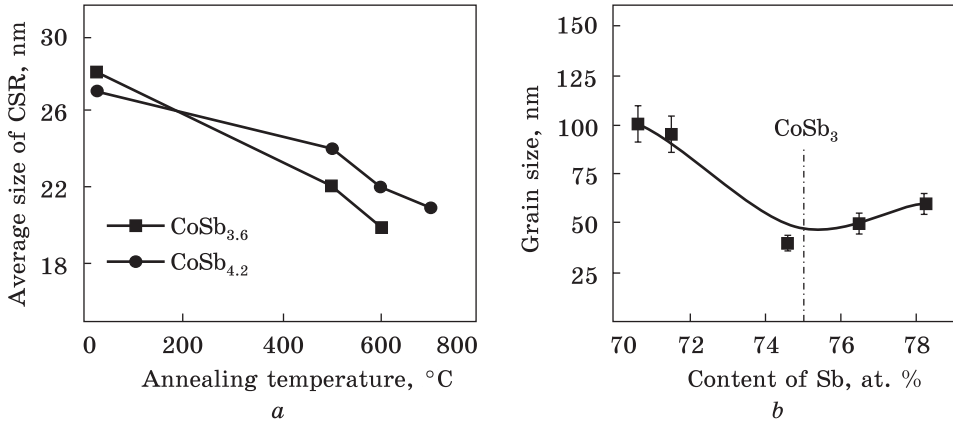 Average size of CSR, nm
30
26
22
18
CoSb3.6
CoSb4.2
0 200 400 600 800
Annealing temperature, °C
a
Grain size, nm
150
125
100
75
50
25
CoSb3
70 72 74 76 78
Content of Sb, at. %
b